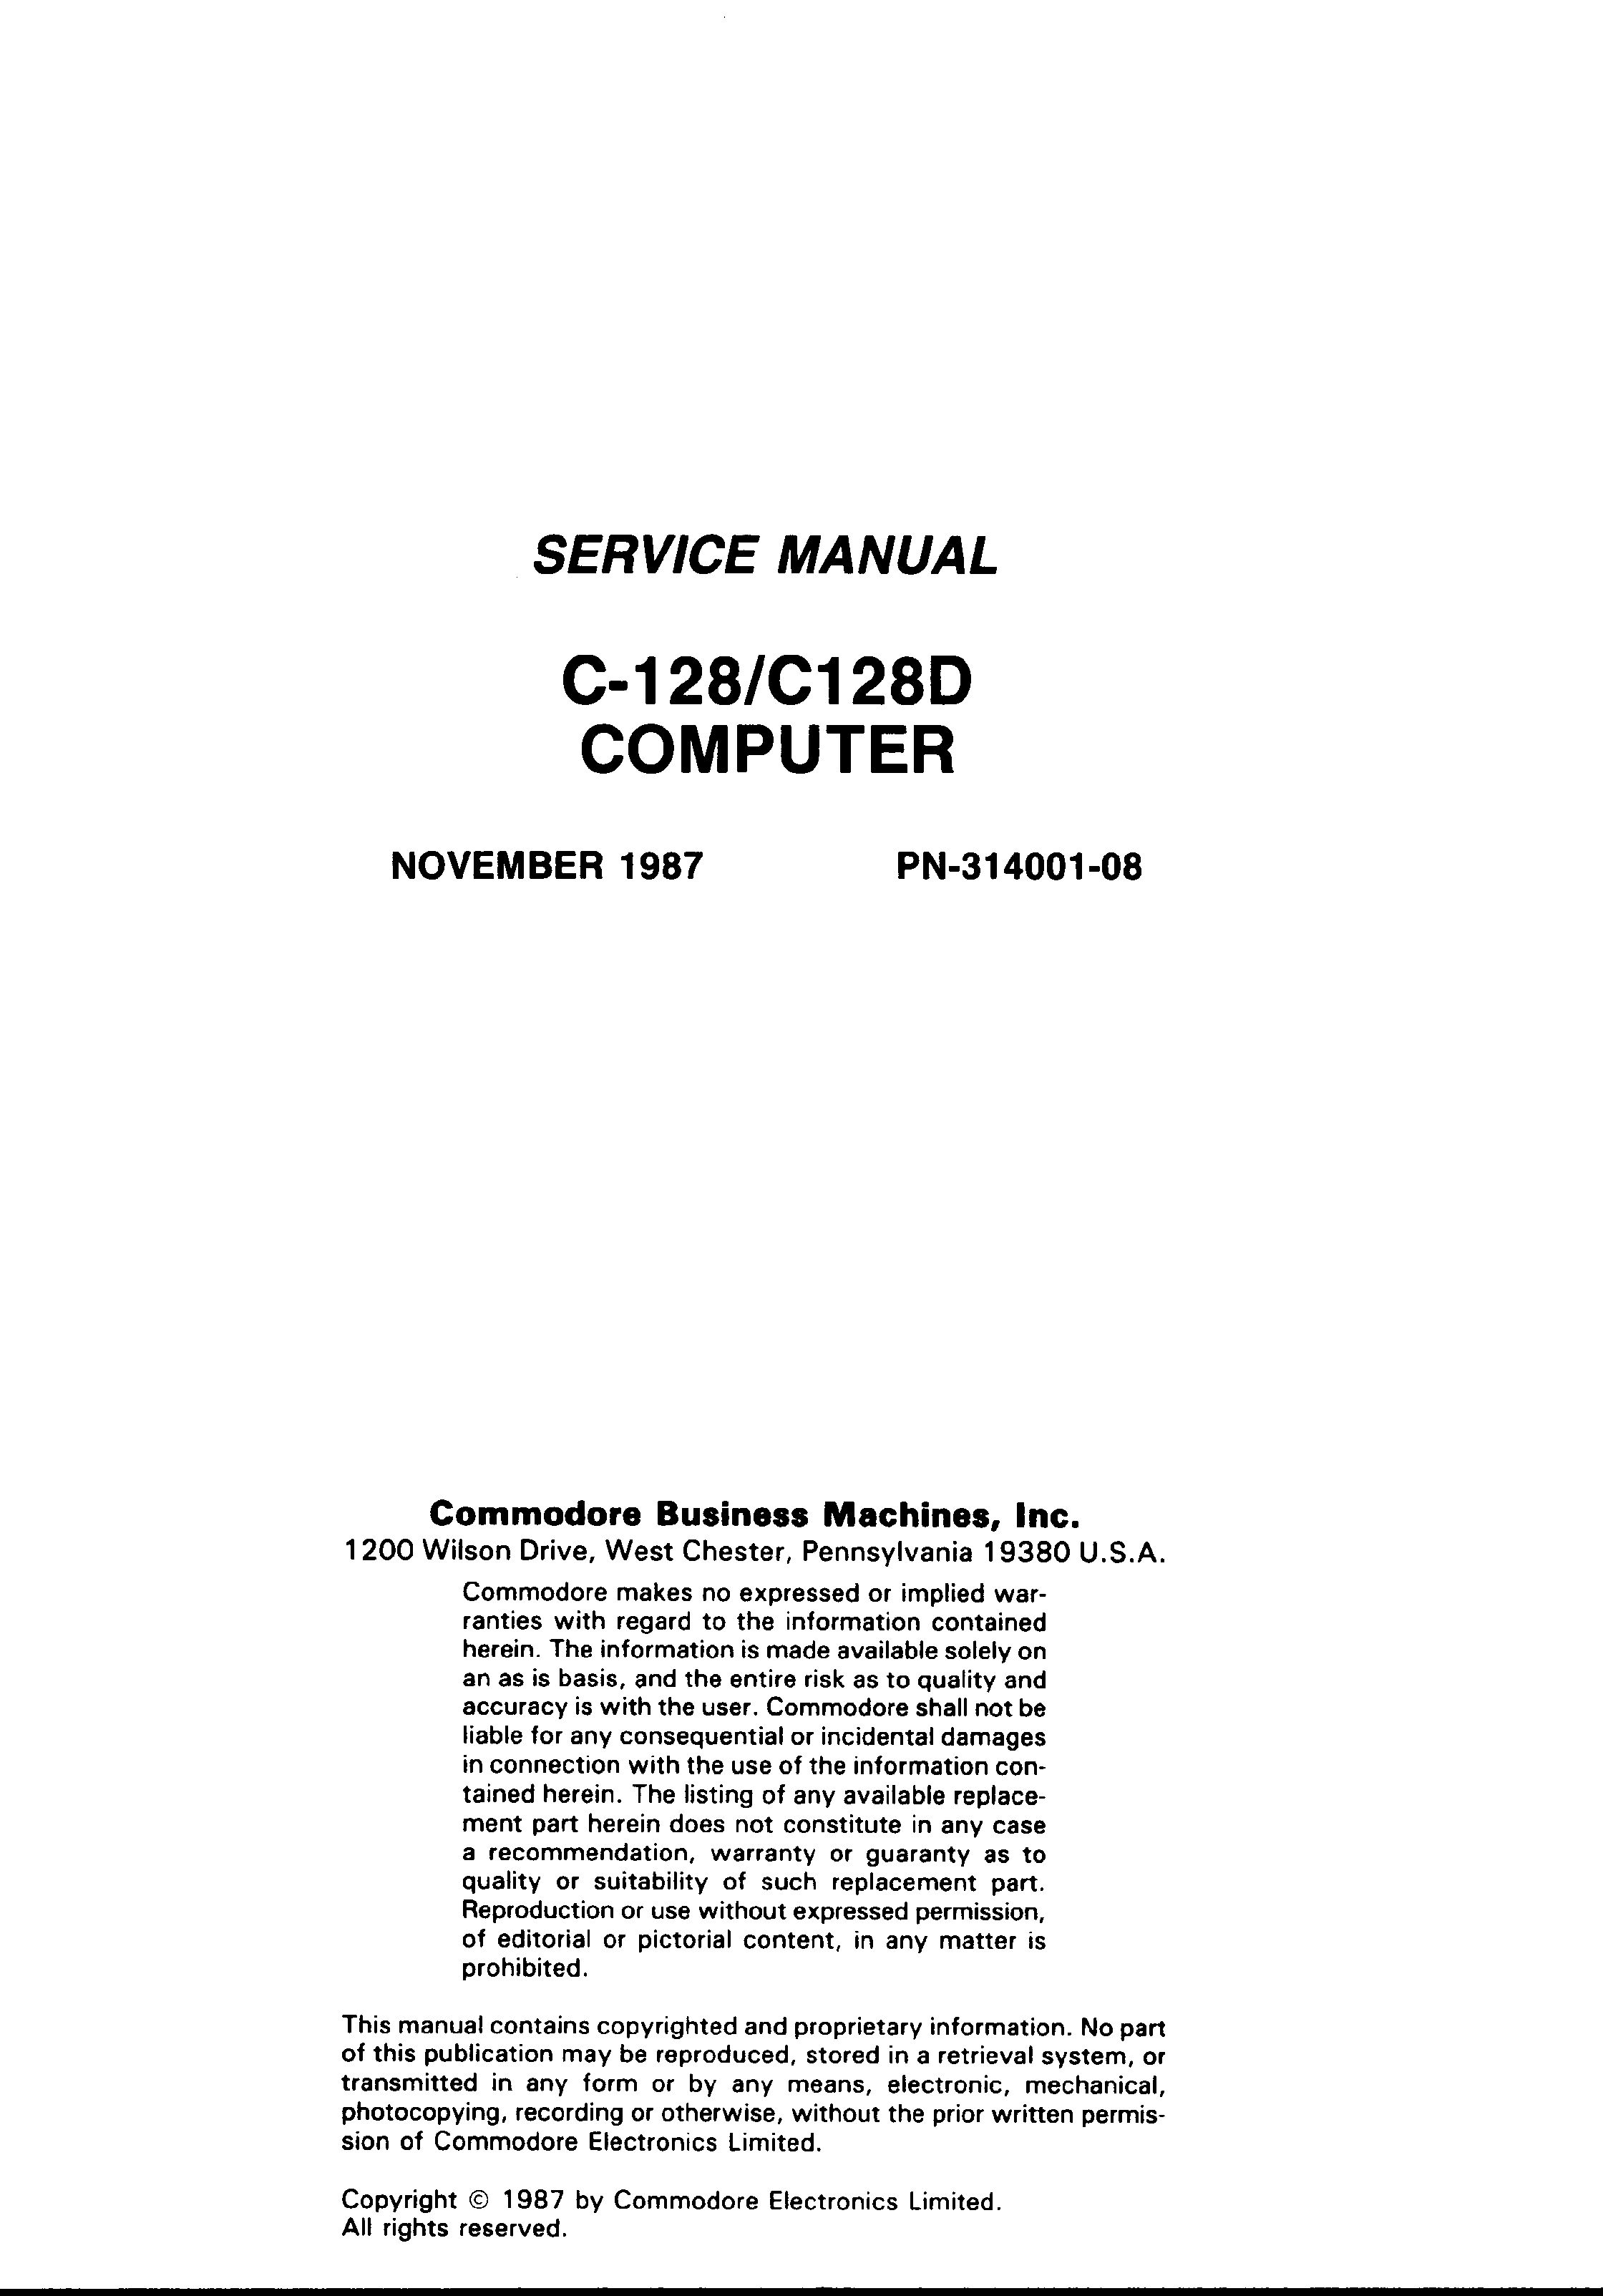 SERVICE MANUAL
C-128/C128D
COMPUTER
NOVEMBER 1987 PN-314001-08
Commodore Business Machines, Inc.
1200 Wilson Drive, West Chester, Pennsylvania 19380 U.S.A.
Commodore makes no expressed or implied war-
ranties with regard to the information contained
herein. The information is made available solely on
an as is basis, and the entire risk as to quality and
accuracy is with the user. Commodore shall not be
liable for any consequential or incidental damages
in connection with the use of the information con-
tained herein. The listing of any available replace-
ment part herein does not constitute in any case
a recommendation, warranty or guaranty as to
quality or suitability of such replacement part.
Reproduction or use without expressed permission,
of editorial or pictorial content, in any matter is
prohibited.
This manual contains copyrighted and proprietary information. No part
of this publication may be reproduced, stored in a retrieval system, or
transmitted in any form or by any means, electronic, mechanical,
photocopying, recording or otherwise, without the prior written permis-
sion of Commodore Electronics Limited.
Copyright © 1987 by Commodore Electronics Limited.
All rights reserved.